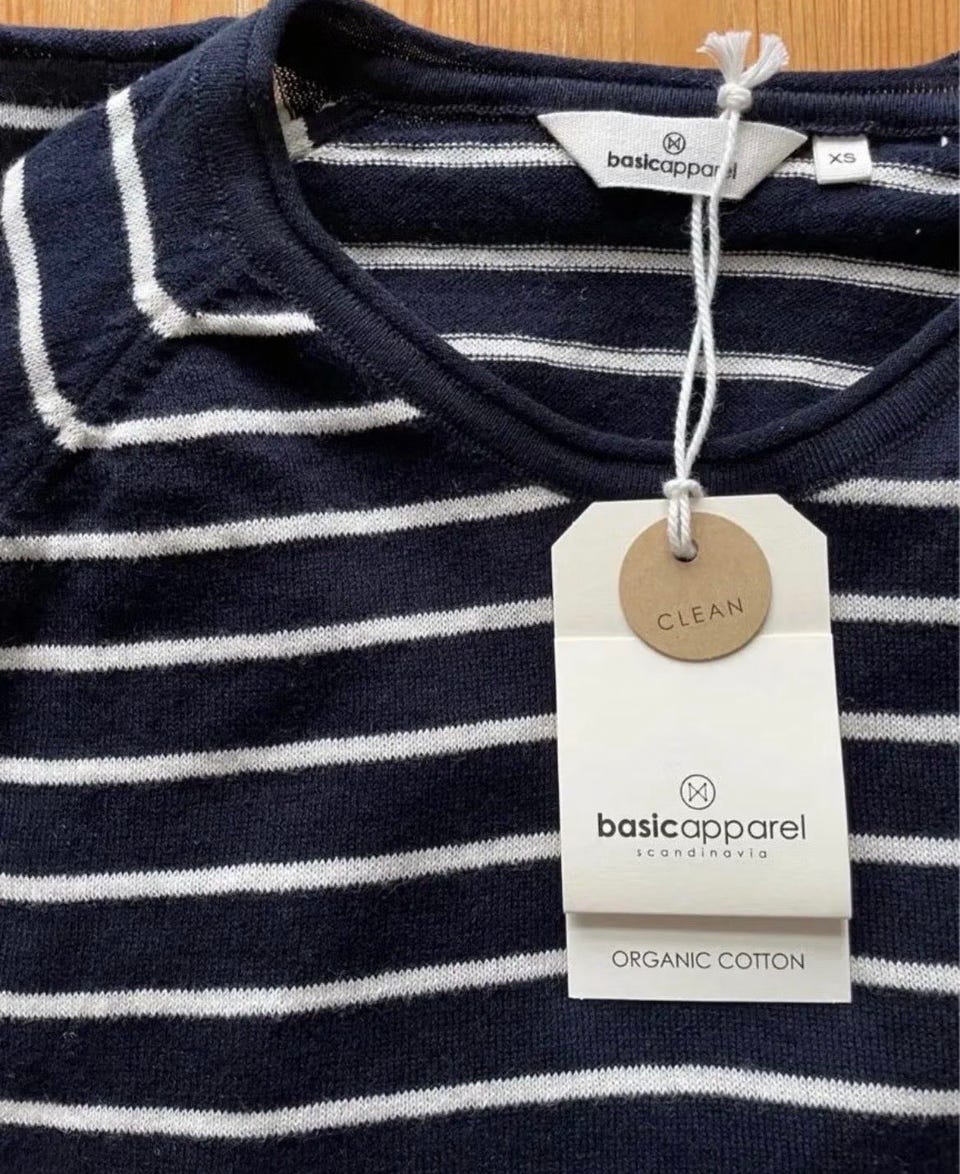 basicapparel
XS
CLEAN
basicapparel
scandinavia
ORGANIC COTTON